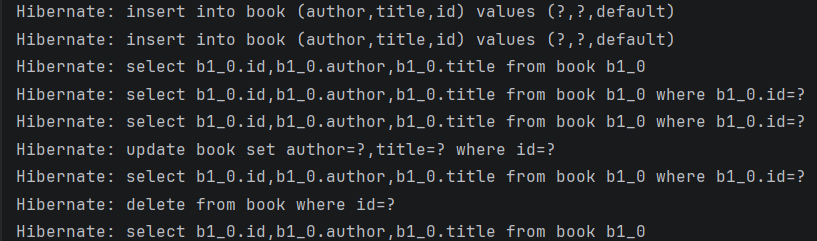 Hibernate: insert into book (author,title,id) values (?,?,default)
Hibernate: insert into book (author,title,id) values (?,?,default)
Hibernate: select b1_0.id,b1_0.author,b1_0.title from book b1_0
Hibernate: select b1_0.id,b1_0.author,b1_0.title from book b1_0 where b1_0.id=?
Hibernate: select b1_0.id,b1_0.author,b1_0.title from book b1_0 where b1_0.id=?
Hibernate: update book set author=?,title=? where id=?
Hibernate: select b1_0.id,b1_0.author,b1_0.title from book b1_0 where b1_0.id=?
Hibernate: delete from book where id=?
Hibernate: select b1_0.id,b1_0.author,b1_0.title from book b1_0